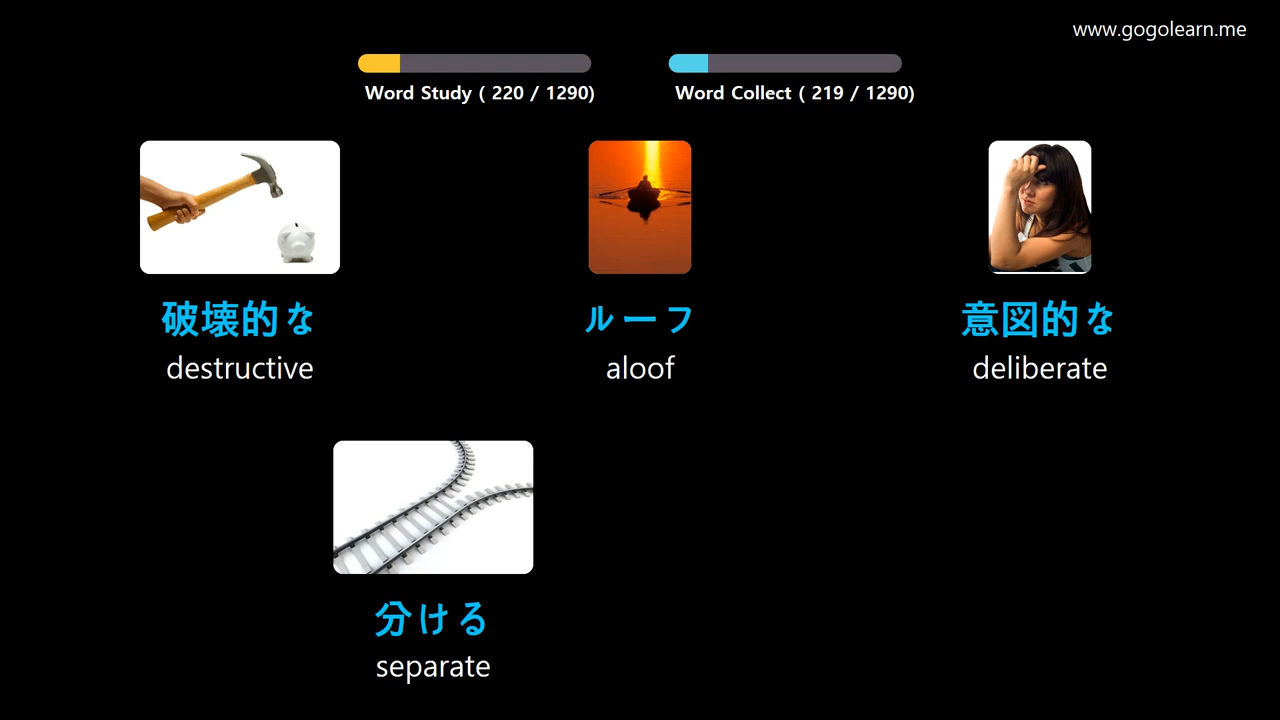 www.gogolearn.me
Word Study ( 220 / 1290)
Word Collect ( 219 / 1290)
破壊的な
destructive
ルーフ
aloof
意図的な
deliberate
分ける
separate